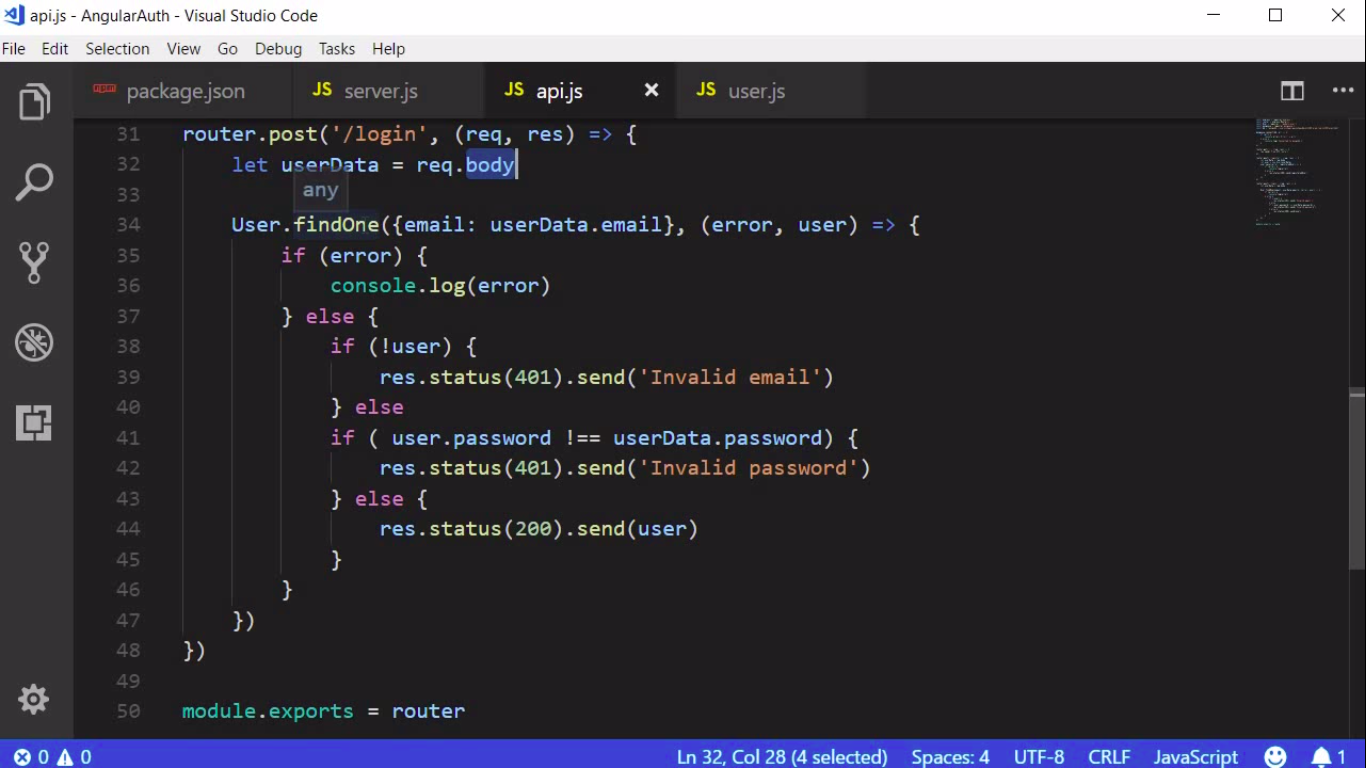 api.js - AngularAuth - Visual Studio Code
File Edit Selection View Go Debug Tasks Help
npm package.json JS server.js JS api.js JS user.js
31 router.post('/login', (req, res) => {
32 let userData = req.body
33 any
34 User.findOne({email: userData.email}, (error, user) => {
35 if (error) {
36 console.log(error)
37 } else {
38 if (!user) {
39 res.status(401).send('Invalid email')
40 } else
41 if ( user.password !== userData.password) {
42 res.status(401).send('Invalid password')
43 } else {
44 res.status(200).send(user)
45 }
46 }
47 })
48 })
49
50 module.exports = router
0 0 Ln 32, Col 28 (4 selected) Spaces: 4 UTF-8 CRLF JavaScript 1